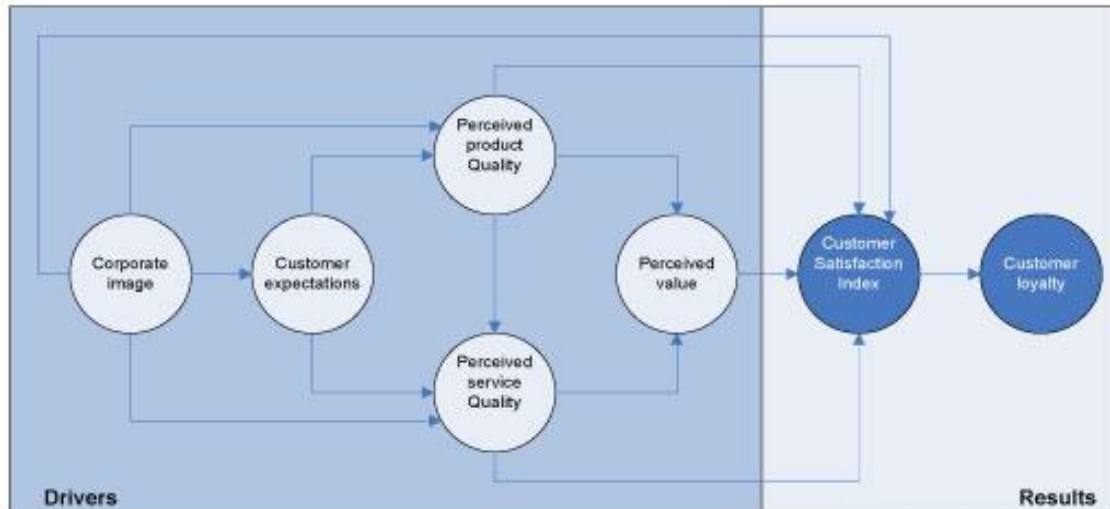 Perceived
product
Quality
Corporate
image
Customer
expectations
Perceived
value
Customer
Satisfaction
Index
Customer
loyalty
Perceived
service
Quality
Drivers
Results